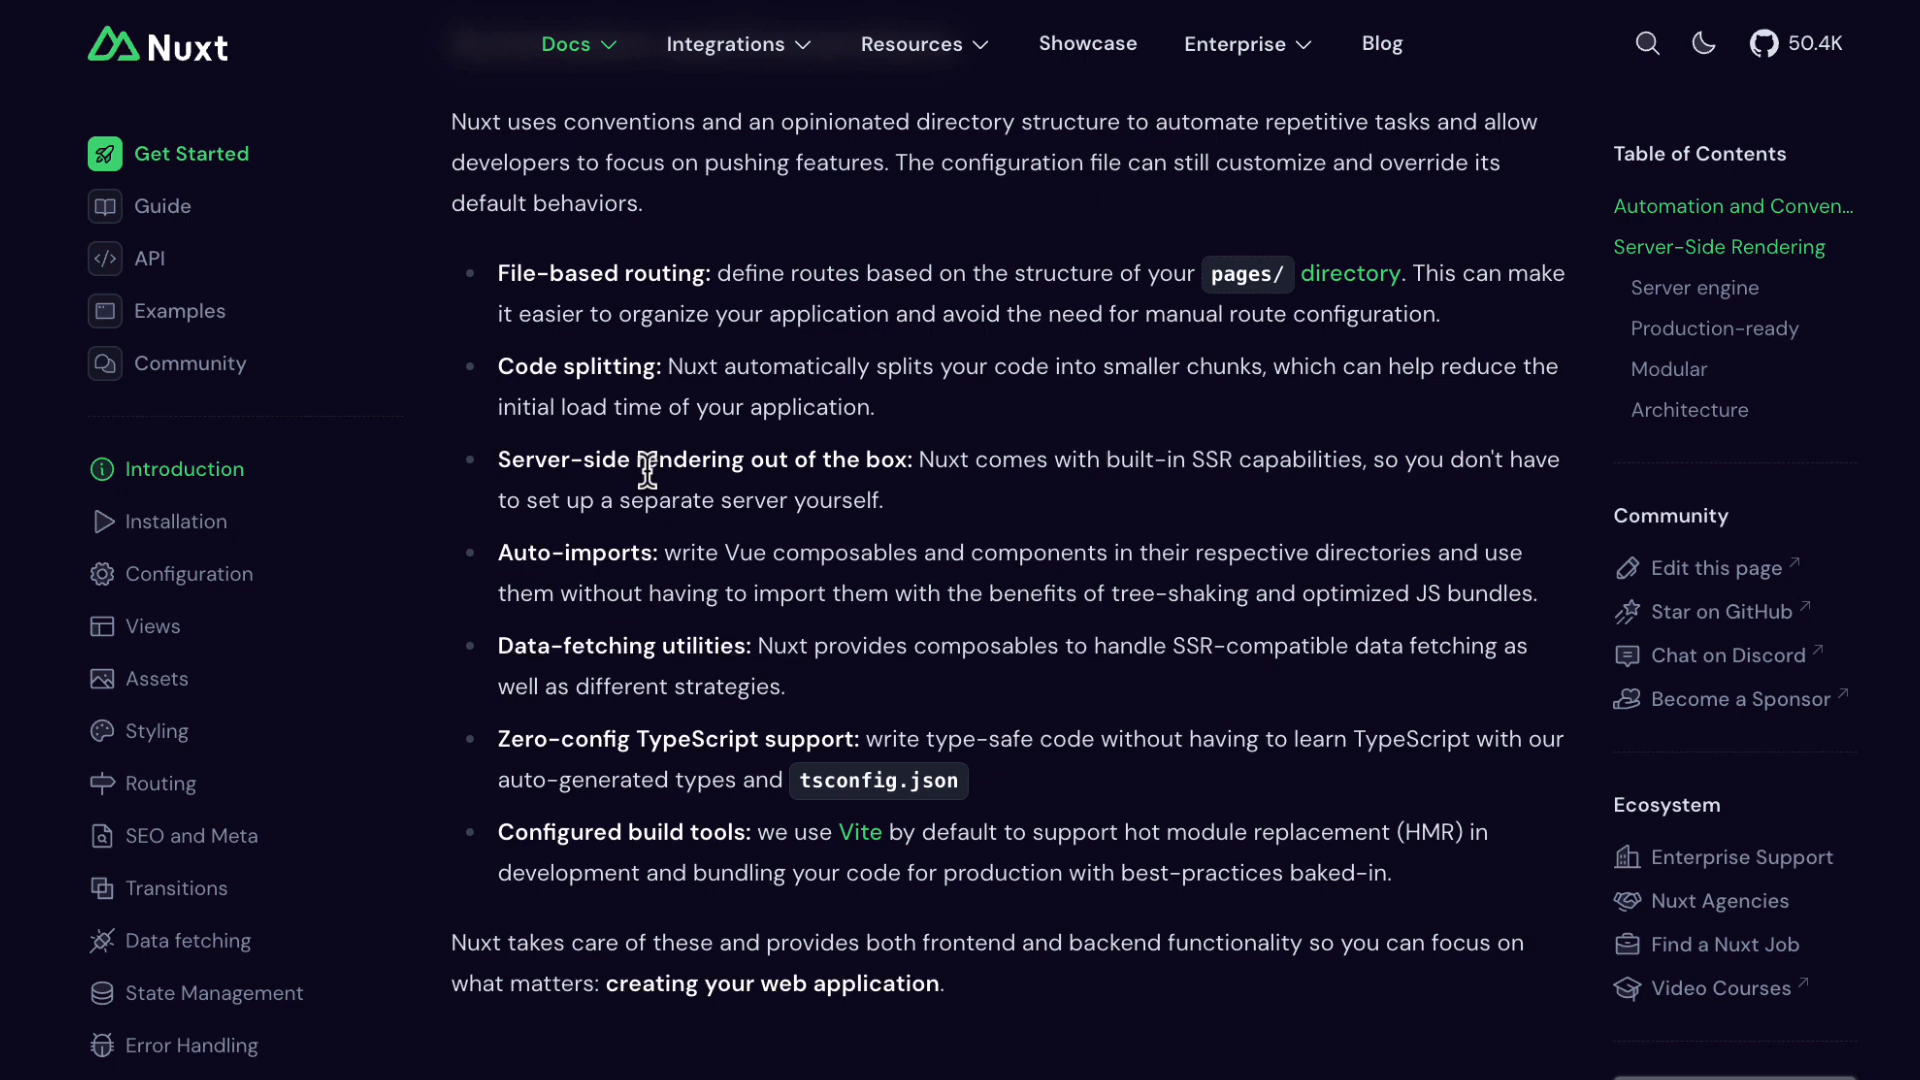 Nuxt
Docs
Integrations
Resources
Showcase
Enterprise
Blog
50.4K
Get Started
Guide
API
Examples
Community
Introduction
Installation
Configuration
Views
Assets
Styling
Routing
SEO and Meta
Transitions
Data fetching
State Management
Error Handling
Nuxt uses conventions and an opinionated directory structure to automate repetitive tasks and allow
developers to focus on pushing features. The configuration file can still customize and override its
default behaviors.
File-based routing: define routes based on the structure of your pages/ directory. This can make
it easier to organize your application and avoid the need for manual route configuration.
Code splitting: Nuxt automatically splits your code into smaller chunks, which can help reduce the
initial load time of your application.
Server-side rendering out of the box: Nuxt comes with built-in SSR capabilities, so you don't have
to set up a separate server yourself.
Auto-imports: write Vue composables and components in their respective directories and use
them without having to import them with the benefits of tree-shaking and optimized JS bundles.
Data-fetching utilities: Nuxt provides composables to handle SSR-compatible data fetching as
well as different strategies.
Zero-config TypeScript support: write type-safe code without having to learn TypeScript with our
auto-generated types and tsconfig.json
Configured build tools: we use Vite by default to support hot module replacement (HMR) in
development and bundling your code for production with best-practices baked-in.
Nuxt takes care of these and provides both frontend and backend functionality so you can focus on
what matters: creating your web application.
Table of Contents
Automation and Conven...
Server-Side Rendering
Server engine
Production-ready
Modular
Architecture
Community
Edit this page
Star on GitHub
Chat on Discord
Become a Sponsor
Ecosystem
Enterprise Support
Nuxt Agencies
Find a Nuxt Job
Video Courses